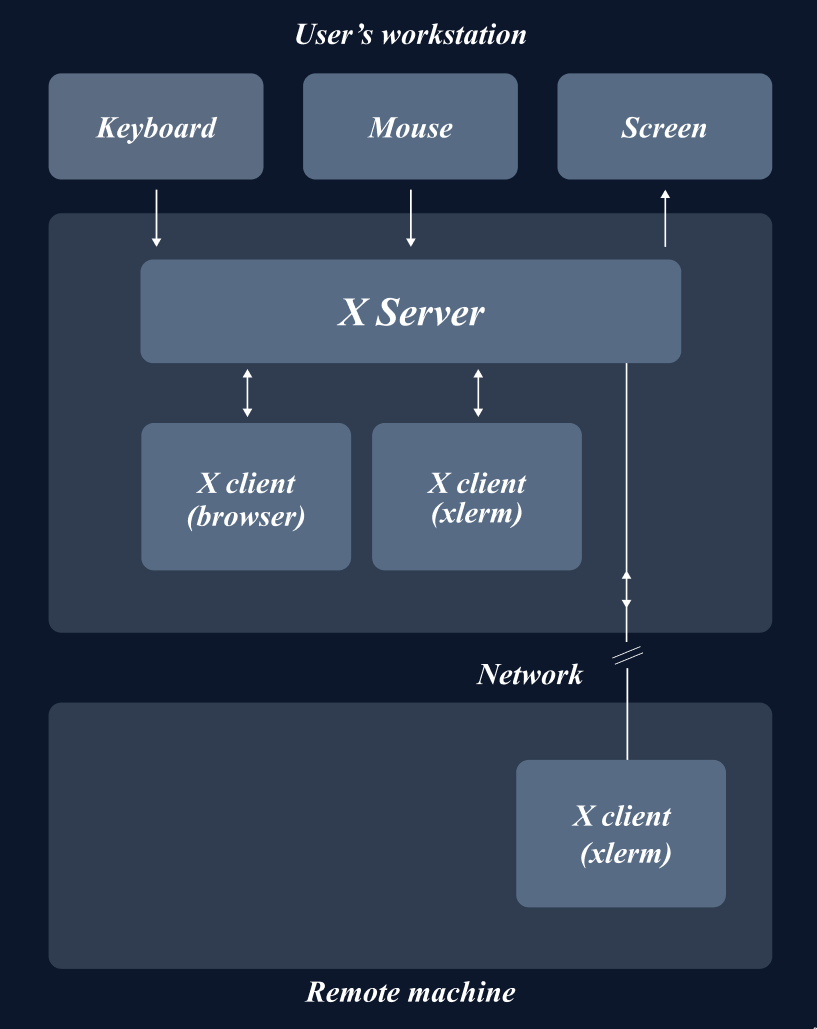 User’s workstation
Keyboard
Mouse
Screen
X Server
X client
(browser)
X client
(xlerm)
Network
X client
(xlerm)
Remote machine